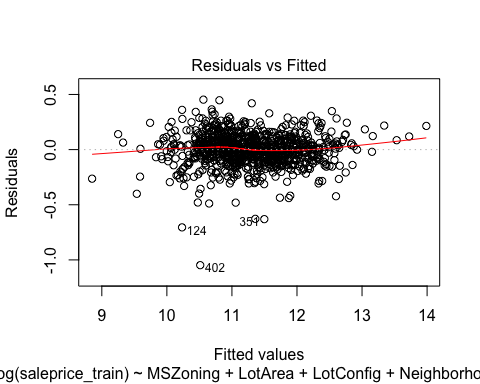 Residuals vs Fitted
Residuals
0.5
0.0
-0.5
-1.0
351
124
402
9 10 11 12 13 14
Fitted values
og(saleprice_train) ~ MSZoning + LotArea + LotConfig + Neighborho